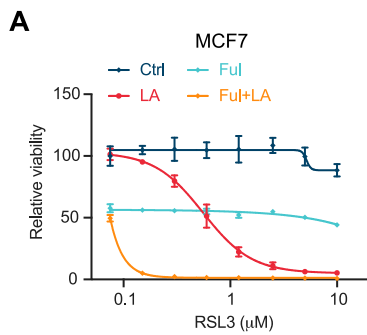 A
MCF7
Ctrl Ful
LA Ful+LA
150
100
50
0
Relative viability
0.1 1 10
RSL3 (μM)